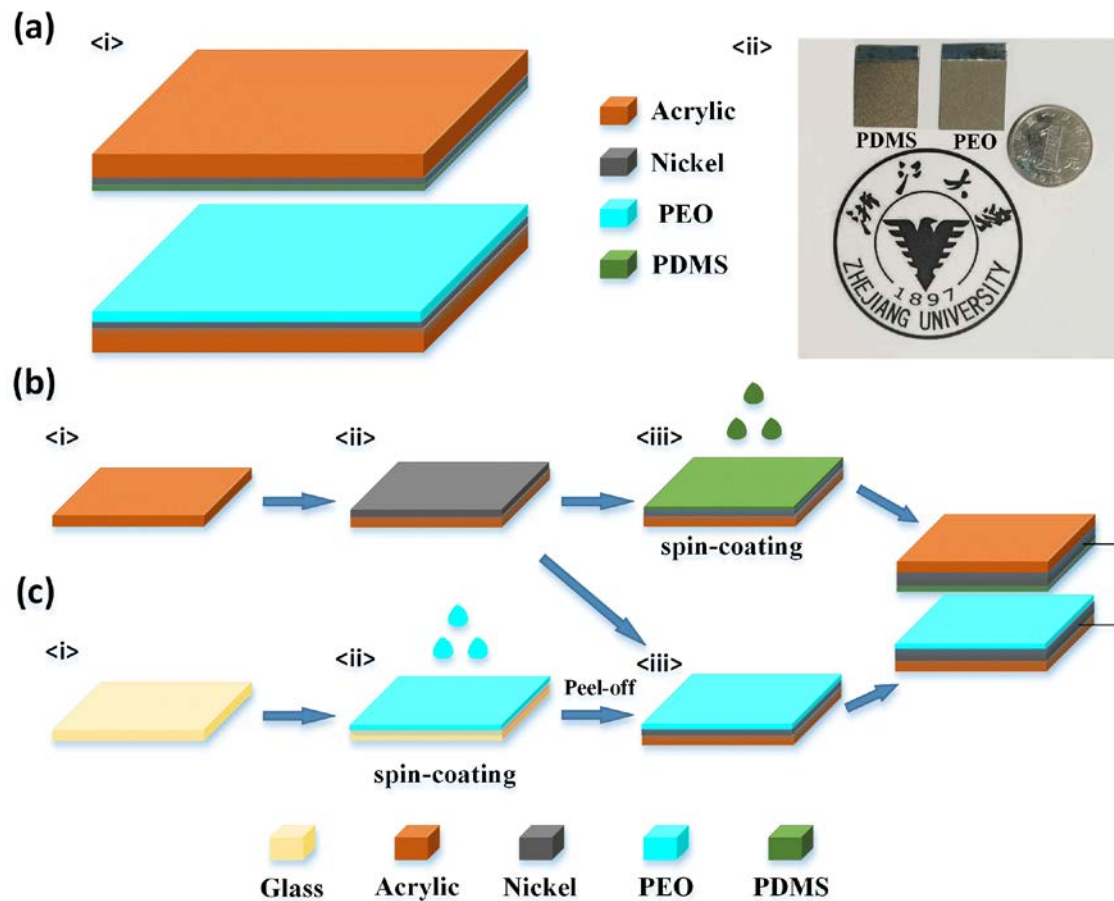 (a)
<i>
<ii>
Acrylic
Nickel
PEO
PDMS
PDMS
PEO
1
浙江大學
ZHEJIANG UNIVERSITY
1897
(b)
<i>
<ii>
<iii>
spin-coating
(c)
<i>
<ii>
<iii>
Peel-off
spin-coating
Glass
Acrylic
Nickel
PEO
PDMS